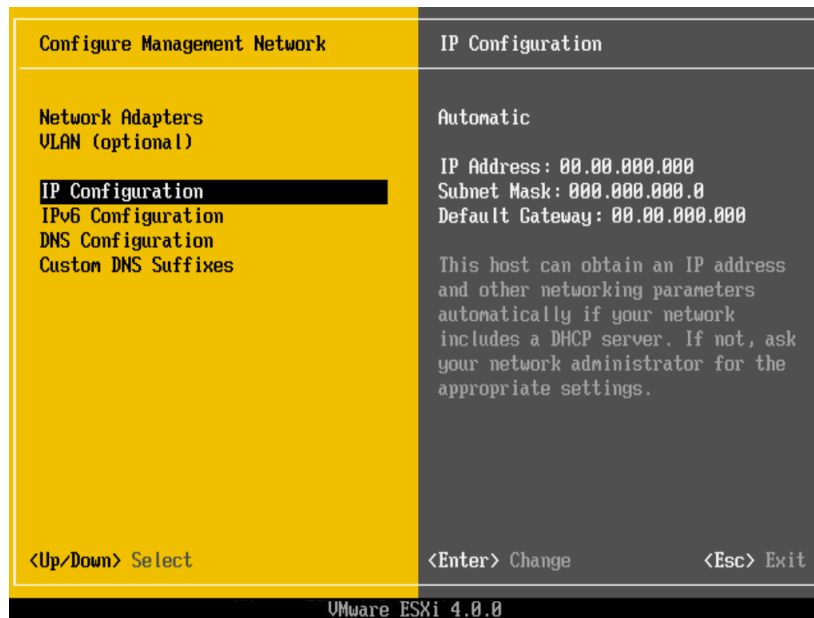 Configure Management Network
Network Adapters
VLAN (optional)
IP Configuration
IPv6 Configuration
DNS Configuration
Custom DNS Suffixes
<Up/Down> Select
IP Configuration
Automatic
IP Address: 00.00.000.000
Subnet Mask: 000.000.000.0
Default Gateway: 00.00.000.000
This host can obtain an IP address
and other networking parameters
automatically if your network
includes a DHCP server. If not, ask
your network administrator for the
appropriate settings.
<Enter> Change <Esc> Exit
VMware ESXi 4.0.0